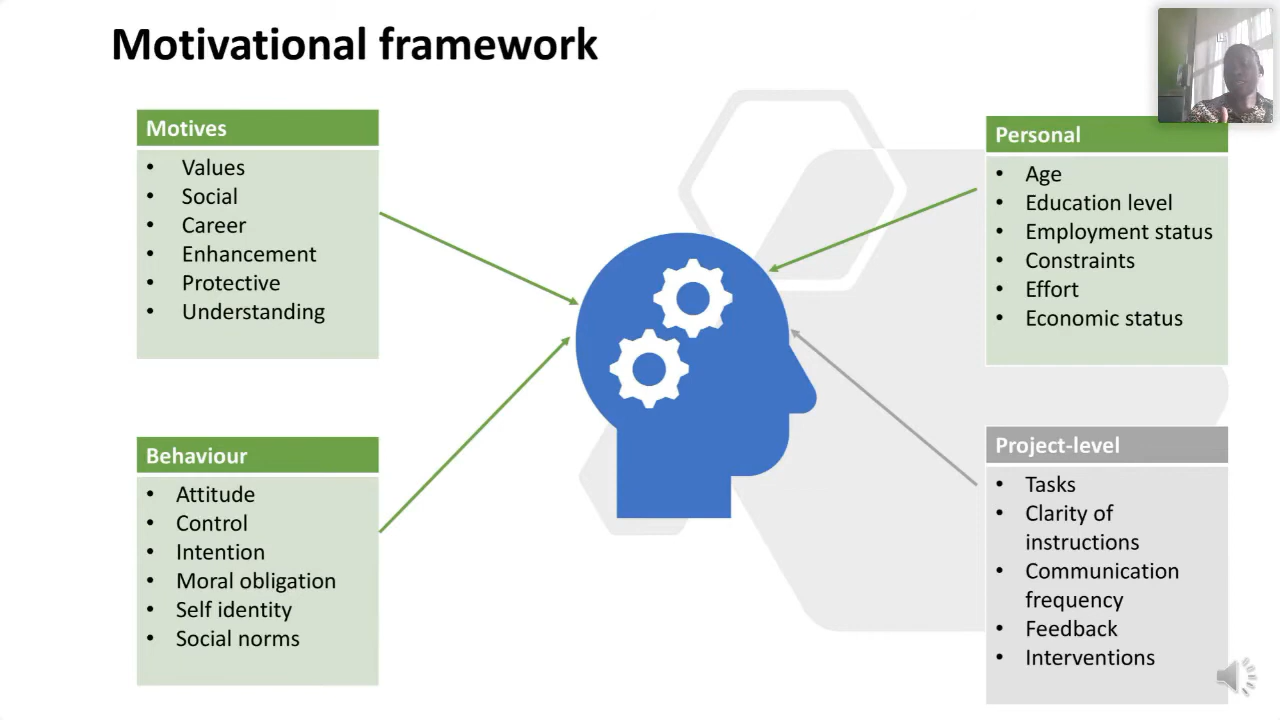 Motivational framework
Motives
• Values
• Social
• Career
• Enhancement
• Protective
• Understanding
Behaviour
• Attitude
• Control
• Intention
• Moral obligation
• Self identity
• Social norms
Personal
• Age
• Education level
• Employment status
• Constraints
• Effort
• Economic status
Project-level
• Tasks
• Clarity of
instructions
• Communication
frequency
• Feedback
• Interventions